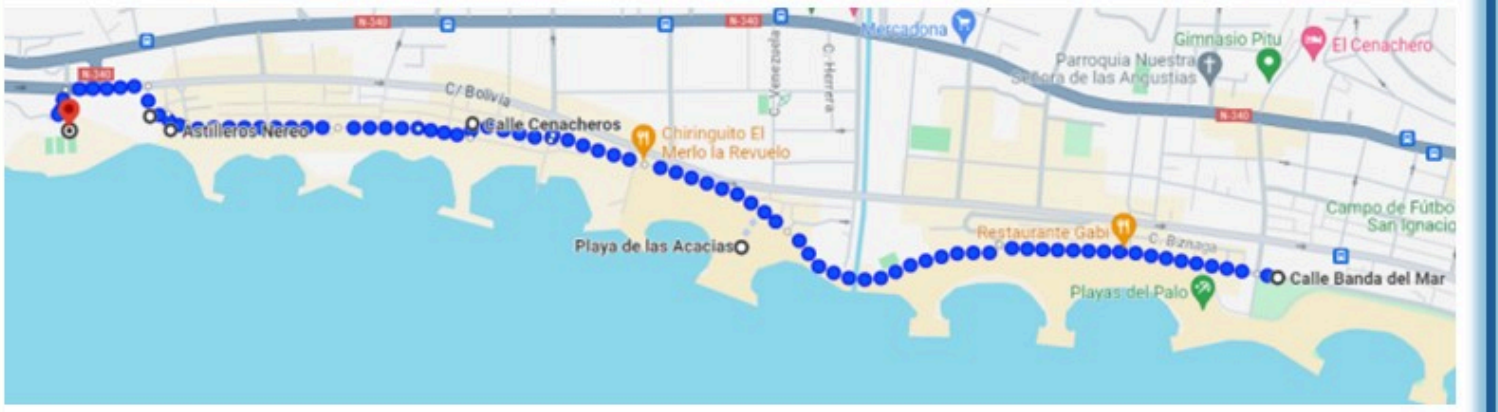 N-340
N-340
Mercadona
Gimnasio Pitu
El Cenachero
Parroquia Nuestra
Señora de las Angustias
N-340
N-340
C. Venezuela
C. Herrera
C/ Bolivia
Astilleros Nereo
Calle Cenacheros
Chiringuito El
Merlo la Revuelo
Campo de Fútbo
San Ignacio
Restaurante Gabi
C. Biznaga
Playa de las Acacias
Calle Banda del Mar
Playas del Palo